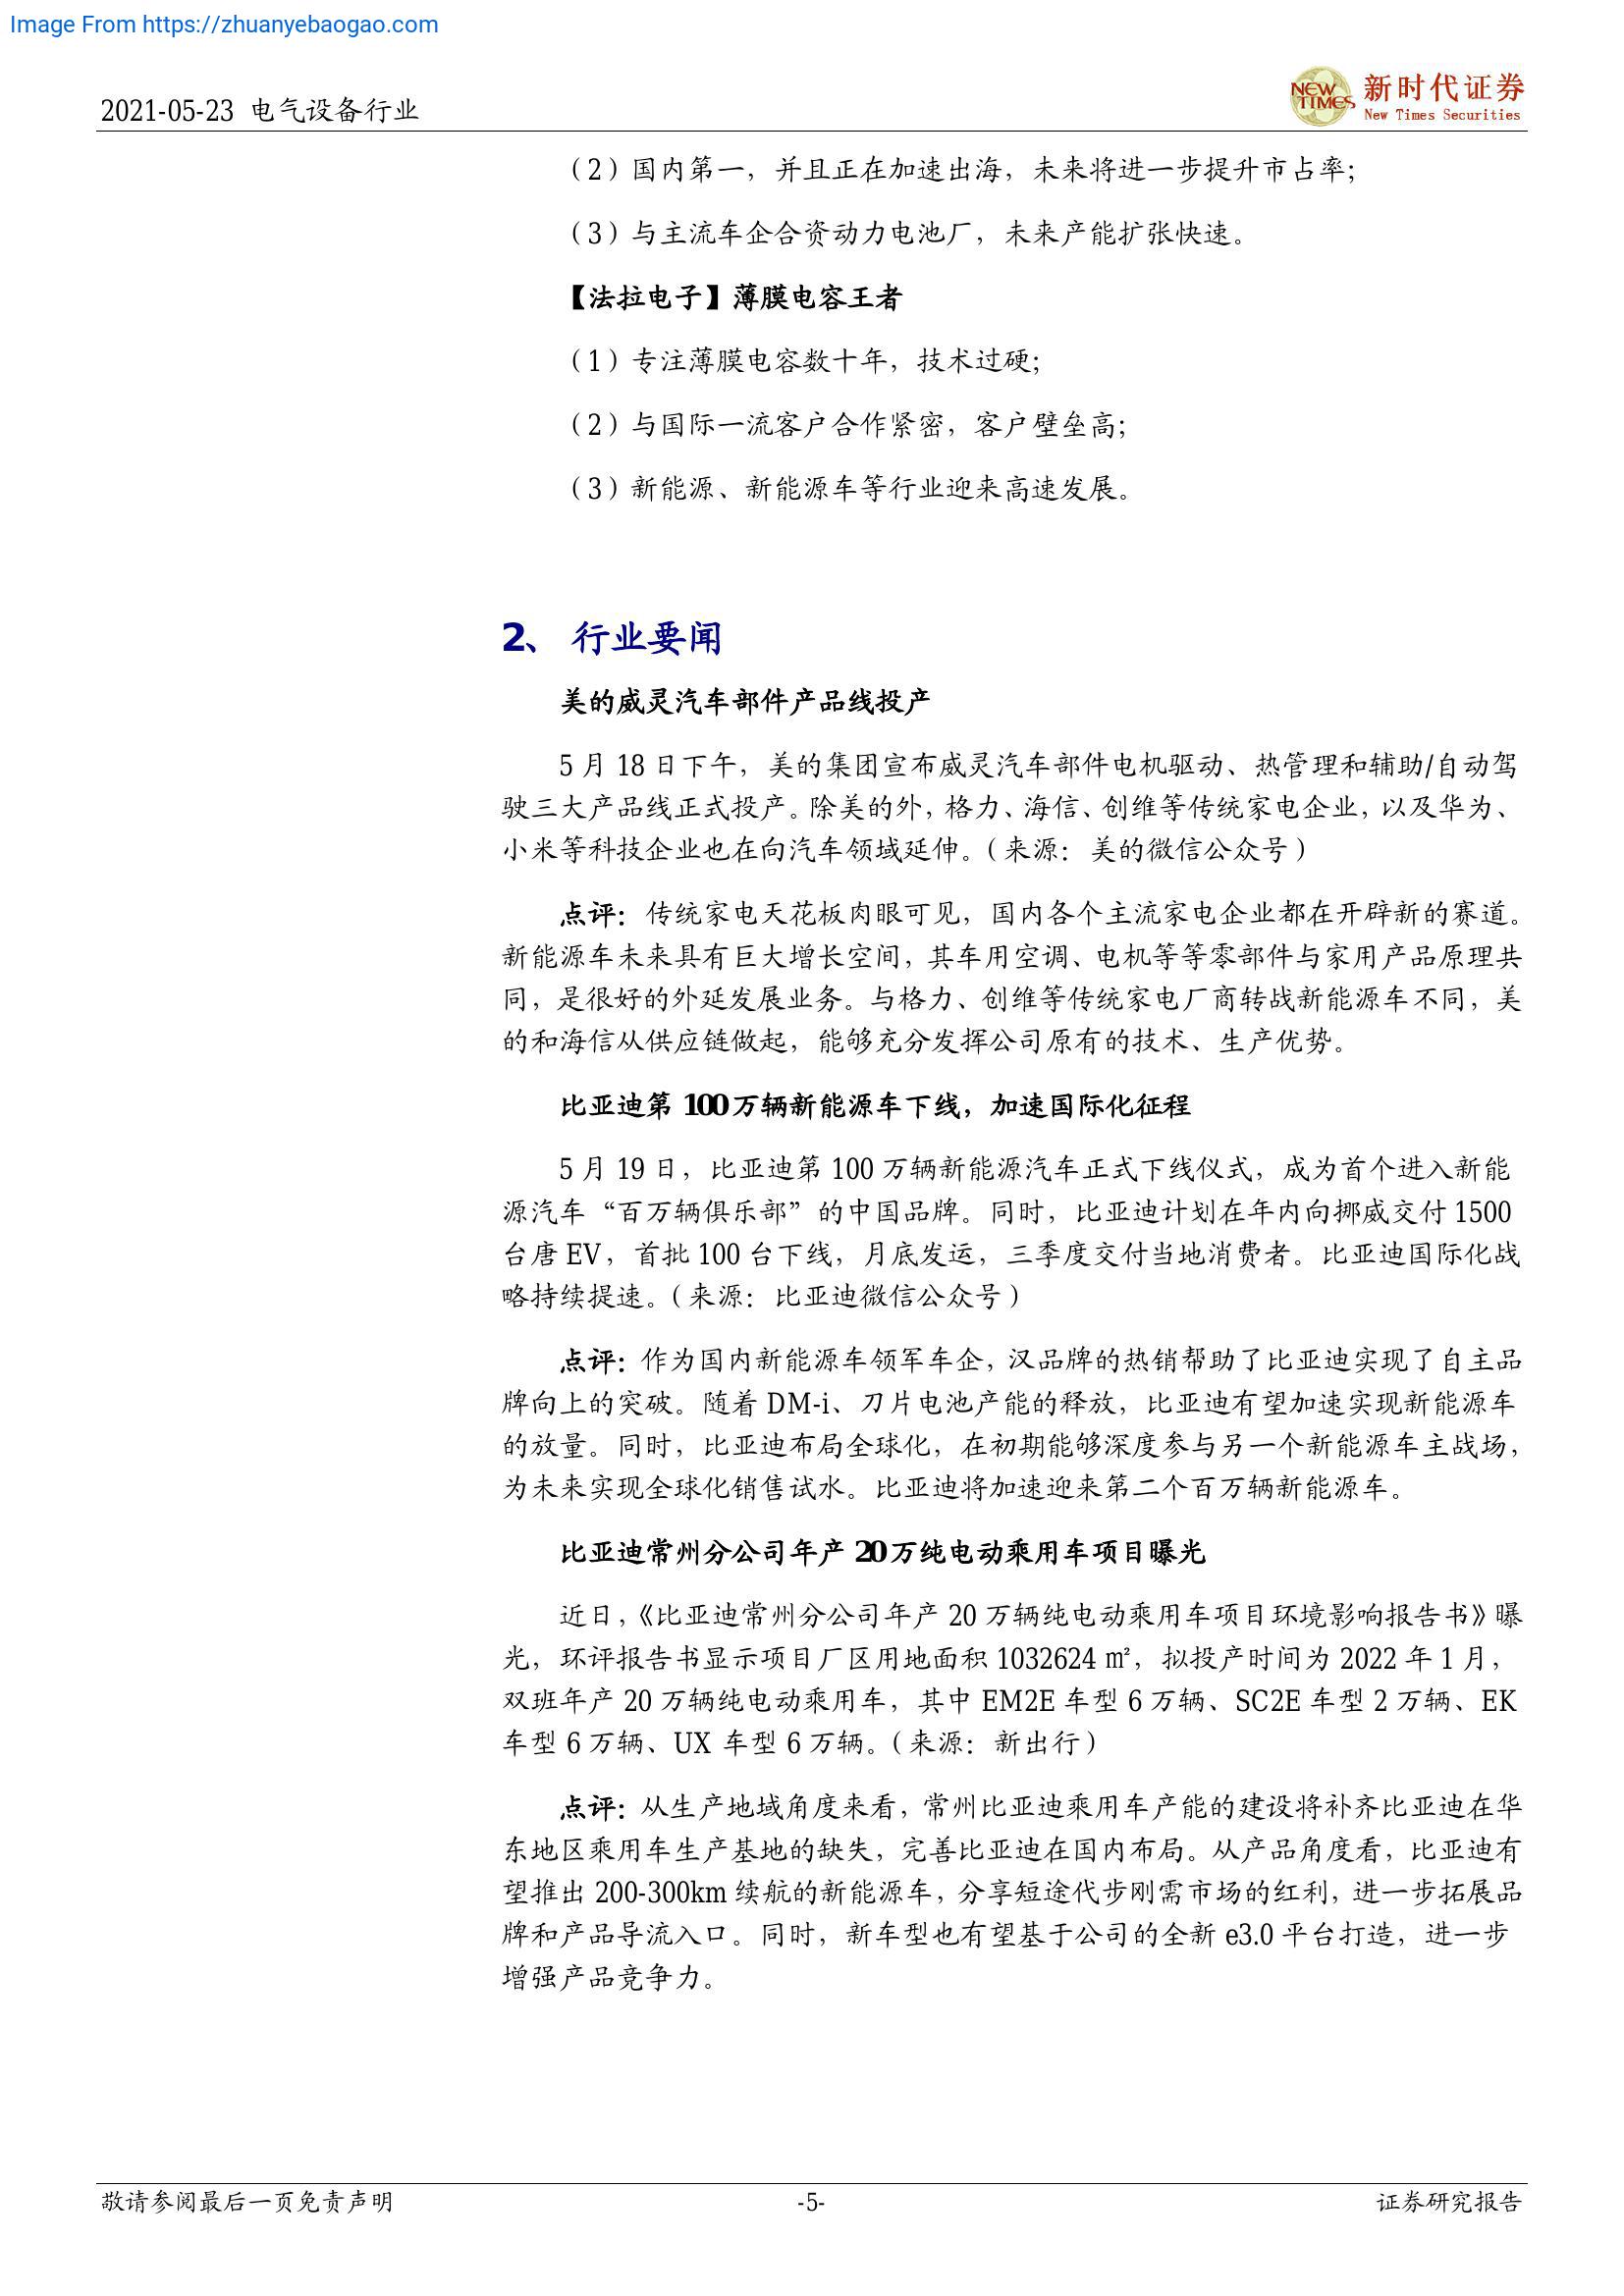 Image From https://zhuanyebaogao.com
2021-05-23 电气设备行业
NEW TIMES
新时代证券
New Times Securities
（2）国内第一，并且正在加速出海，未来将进一步提升市占率；
（3）与主流车企合资动力电池厂，未来产能扩张快速。
【法拉电子】薄膜电容王者
（1）专注薄膜电容数十年，技术过硬；
（2）与国际一流客户合作紧密，客户壁垒高；
（3）新能源、新能源车等行业迎来高速发展。
2、 行业要闻
美的威灵汽车部件产品线投产
5 月 18 日下午，美的集团宣布威灵汽车部件电机驱动、热管理和辅助/自动驾
驶三大产品线正式投产。除美的外，格力、海信、创维等传统家电企业，以及华为、
小米等科技企业也在向汽车领域延伸。（来源：美的微信公众号）
点评：传统家电天花板肉眼可见，国内各个主流家电企业都在开辟新的赛道。
新能源车未来具有巨大增长空间，其车用空调、电机等等零部件与家用产品原理共
同，是很好的外延发展业务。与格力、创维等传统家电厂商转战新能源车不同，美
的和海信从供应链做起，能够充分发挥公司原有的技术、生产优势。
比亚迪第 100 万辆新能源车下线，加速国际化征程
5 月 19 日，比亚迪第 100 万辆新能源汽车正式下线仪式，成为首个进入新能
源汽车“百万辆俱乐部”的中国品牌。同时，比亚迪计划在年内向挪威交付 1500
台唐 EV，首批 100 台下线，月底发运，三季度交付当地消费者。比亚迪国际化战
略持续提速。（来源：比亚迪微信公众号）
点评：作为国内新能源车领军车企，汉品牌的热销帮助了比亚迪实现了自主品
牌向上的突破。随着 DM-i、刀片电池产能的释放，比亚迪有望加速实现新能源车
的放量。同时，比亚迪布局全球化，在初期能够深度参与另一个新能源车主战场，
为未来实现全球化销售试水。比亚迪将加速迎来第二个百万辆新能源车。
比亚迪常州分公司年产 20 万纯电动乘用车项目曝光
近日，《比亚迪常州分公司年产 20 万辆纯电动乘用车项目环境影响报告书》曝
光，环评报告书显示项目厂区用地面积 1032624 ㎡，拟投产时间为 2022 年 1 月，
双班年产 20 万辆纯电动乘用车，其中 EM2E 车型 6 万辆、SC2E 车型 2 万辆、EK
车型 6 万辆、UX 车型 6 万辆。（来源：新出行）
点评：从生产地域角度来看，常州比亚迪乘用车产能的建设将补齐比亚迪在华
东地区乘用车生产基地的缺失，完善比亚迪在国内布局。从产品角度看，比亚迪有
望推出 200-300km 续航的新能源车，分享短途代步刚需市场的红利，进一步拓展品
牌和产品导流入口。同时，新车型也有望基于公司的全新 e3.0 平台打造，进一步
增强产品竞争力。
敬请参阅最后一页免责声明
-5-
证券研究报告